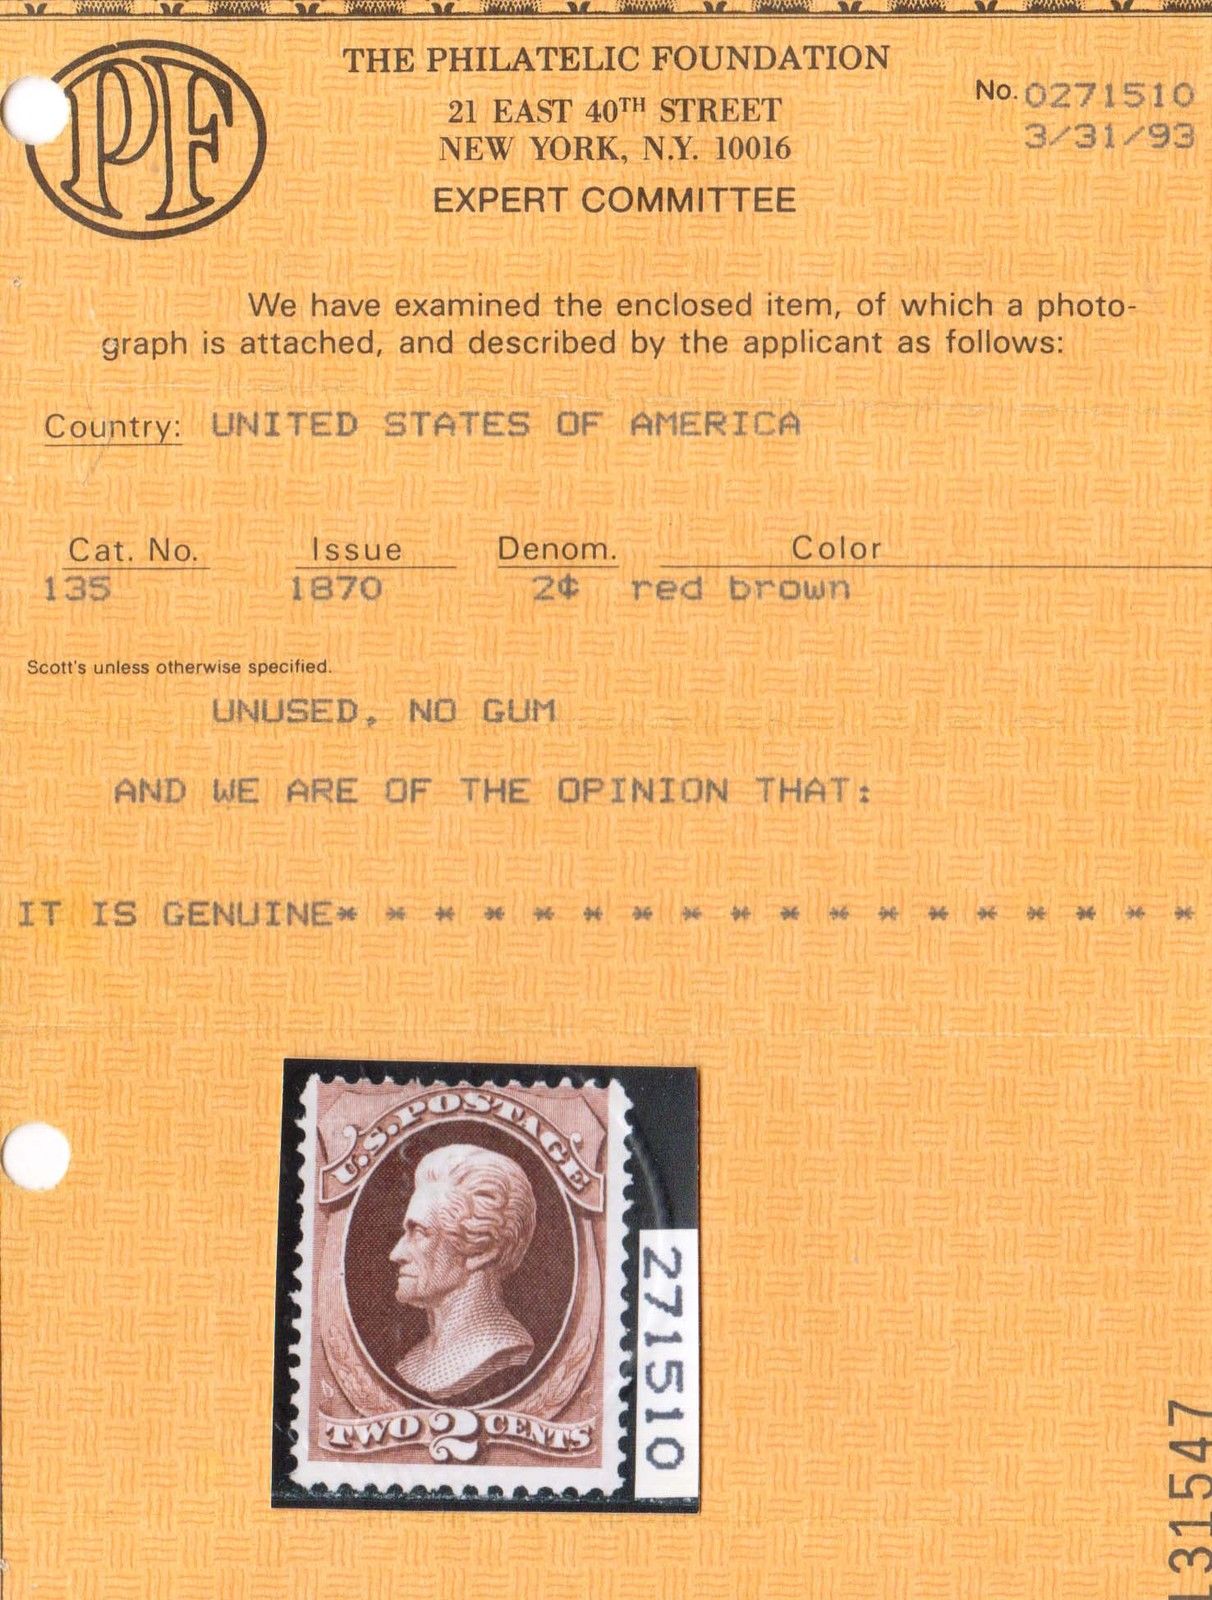 PF
THE PHILATELIC FOUNDATION
21 EAST 40TH STREET
NEW YORK, N.Y. 10016
EXPERT COMMITTEE
No. 0271510
3/31/93
We have examined the enclosed item, of which a photo-
graph is attached, and described by the applicant as follows:
Country: UNITED STATES OF AMERICA
Cat. No. Issue Denom. Color
135 1870 2¢ red brown
Scott's unless otherwise specified.
UNUSED, NO GUM
AND WE ARE OF THE OPINION THAT:
IT IS GENUINE* * * * * * * * * * * * * * * * * *
U.S. POSTAGE
TWO 2 CENTS
271510
131547